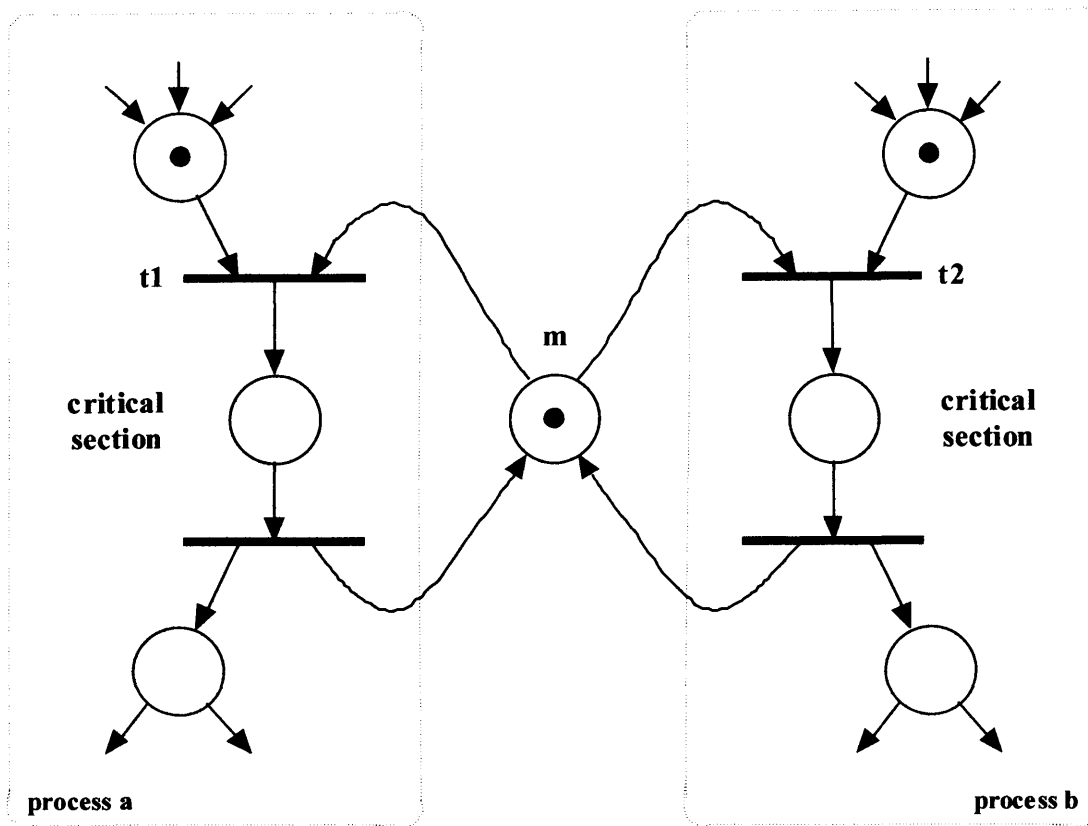 t1
t2
m
critical
section
critical
section
process a
process b